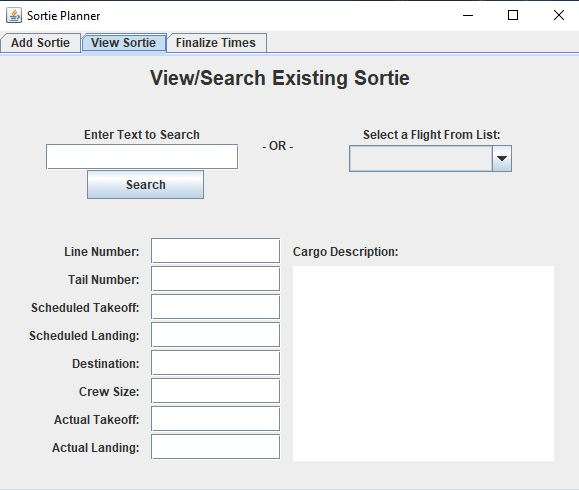 Sortie Planner
Add Sortie View Sortie Finalize Times
View/Search Existing Sortie
Enter Text to Search
- OR -
Select a Flight From List:
Search
Line Number:
Cargo Description:
Tail Number:
Scheduled Takeoff:
Scheduled Landing:
Destination:
Crew Size:
Actual Takeoff:
Actual Landing: